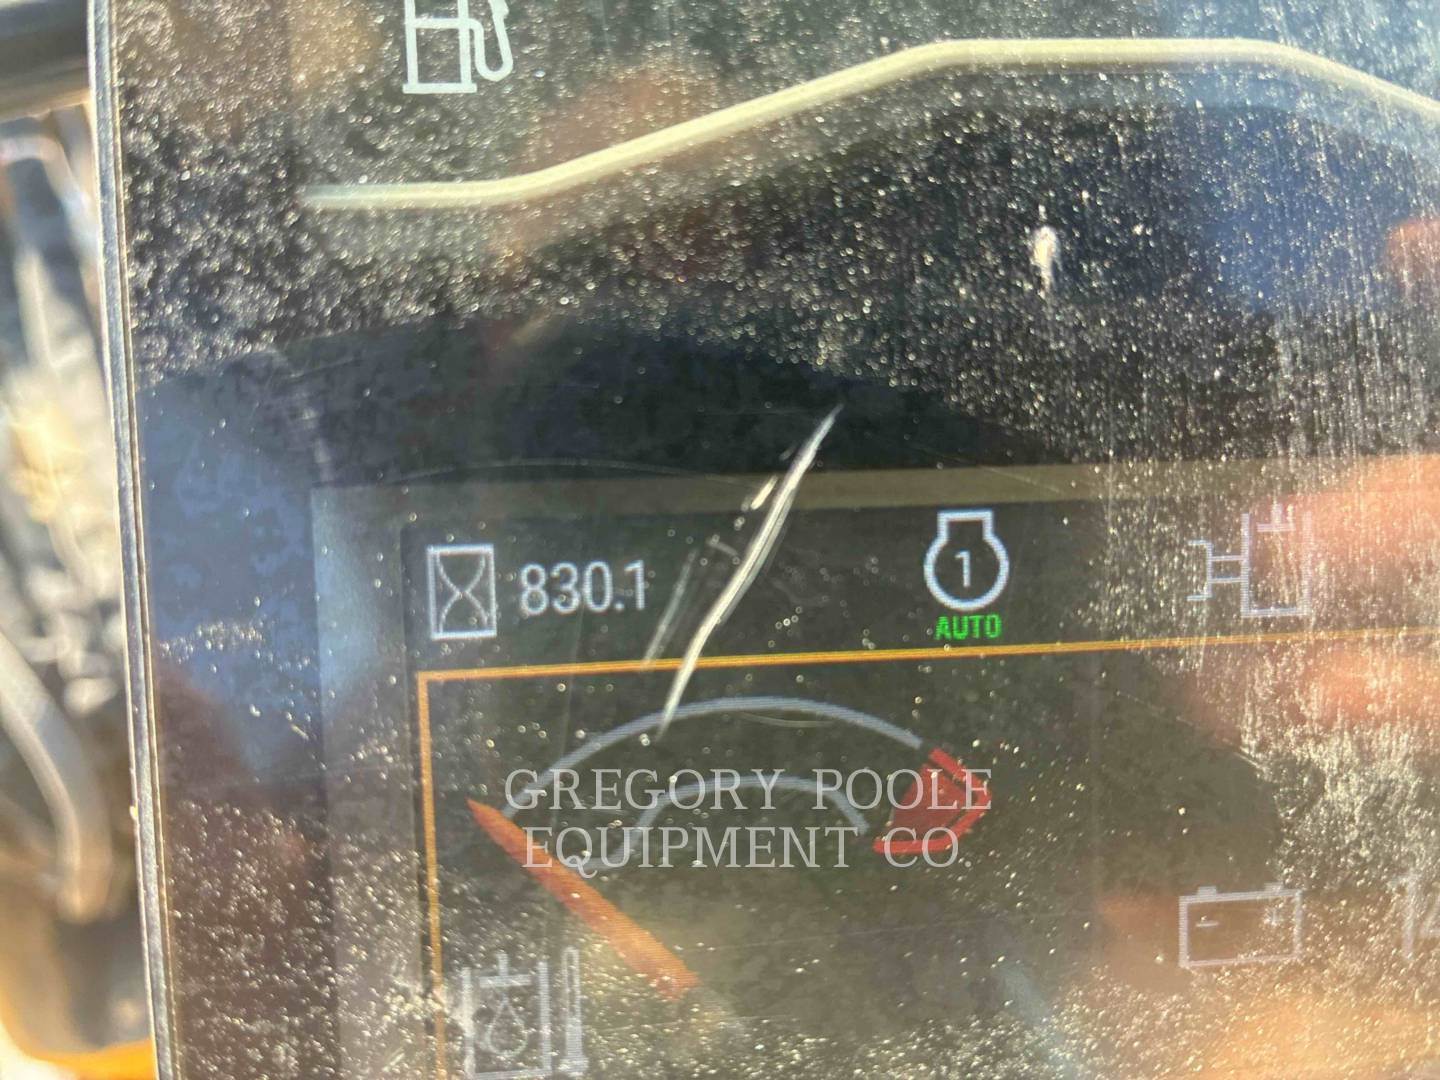 830.1
1
AUTO
GREGORY POOLE
EQUIPMENT CO.